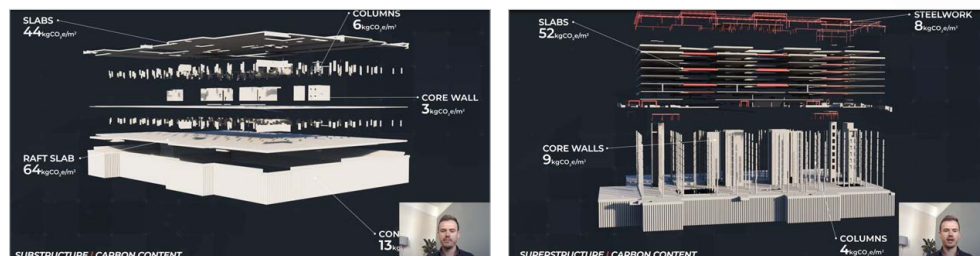 SLABS
44kgCO₂e/m²
COLUMNS
6kgCO₂e/m²
CORE WALL
3kgCO₂e/m²
RAFT SLAB
64kgCO₂e/m²
CON
13kg
SUBSTRUCTURE | CARBON CONTENT
SLABS
52kgCO₂e/m²
STEELWORK
8kgCO₂e/m²
CORE WALLS
9kgCO₂e/m²
COLUMNS
4kgCO₂e/m²
SUPERSTRUCTURE | CARBON CONTENT